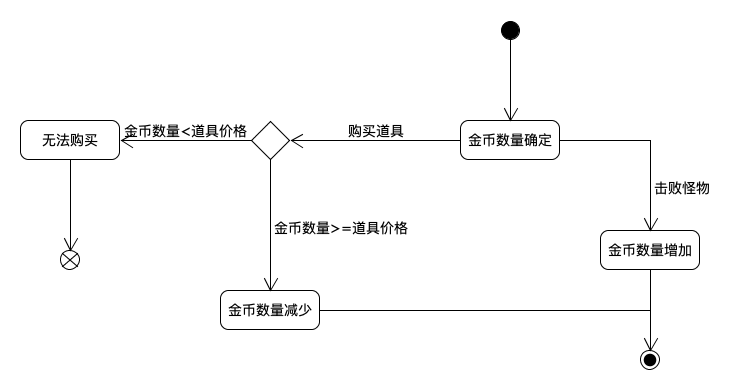 金币数量<道具价格
购买道具
无法购买
金币数量确定
击败怪物
金币数量>=道具价格
金币数量增加
金币数量减少